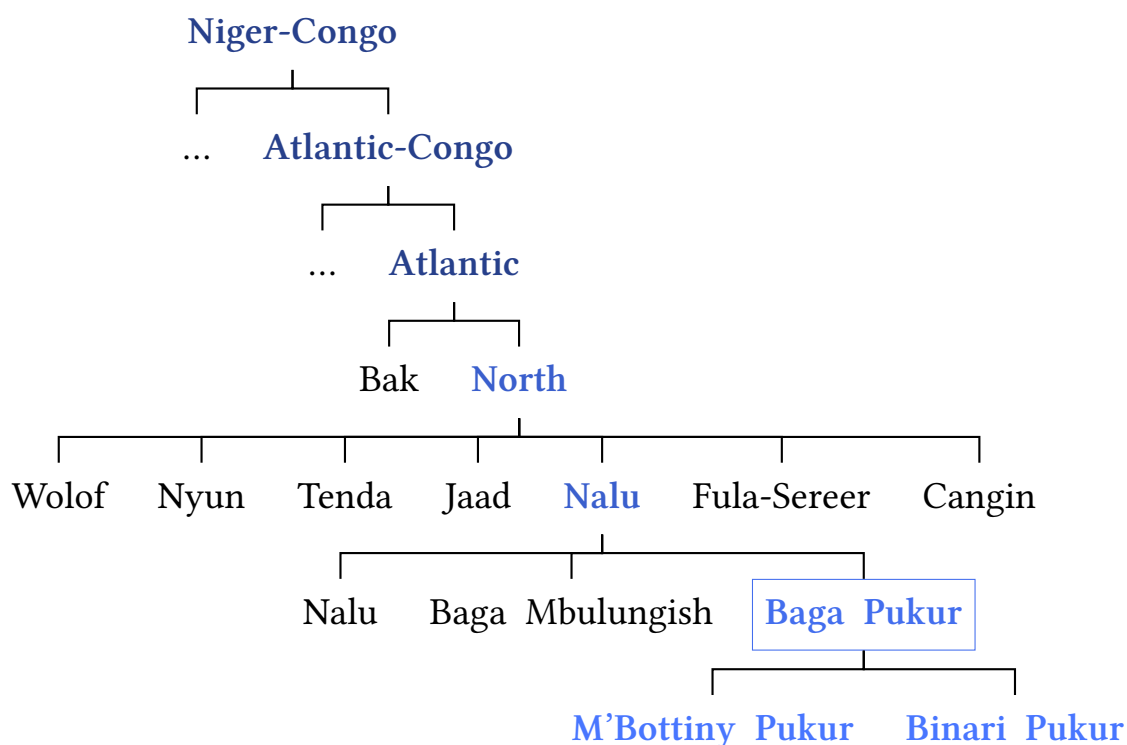 Niger-Congo
... Atlantic-Congo
... Atlantic
Bak North
Wolof Nyun Tenda Jaad Nalu Fula-Sereer Cangin
Nalu Baga Mbulungish Baga Pukur
M’Bottiny Pukur Binari Pukur